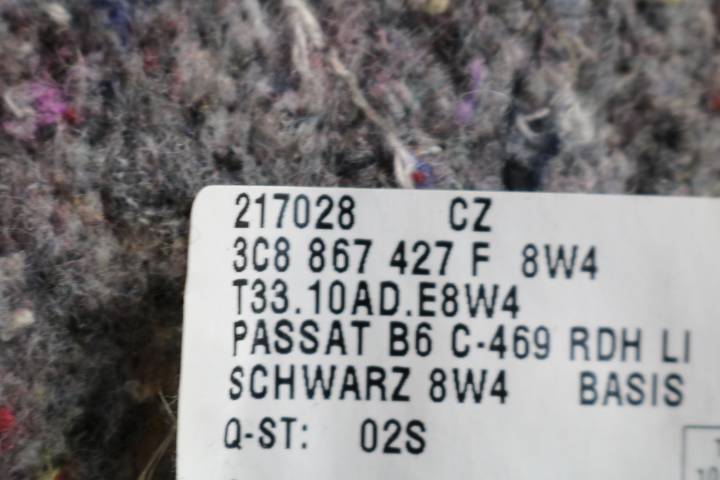 217028 CZ
3C8 867 427 F 8W4
T33.10AD.E8W4
PASSAT B6 C-469 RDH LI
SCHWARZ 8W4 BASIS
Q-ST: 02S